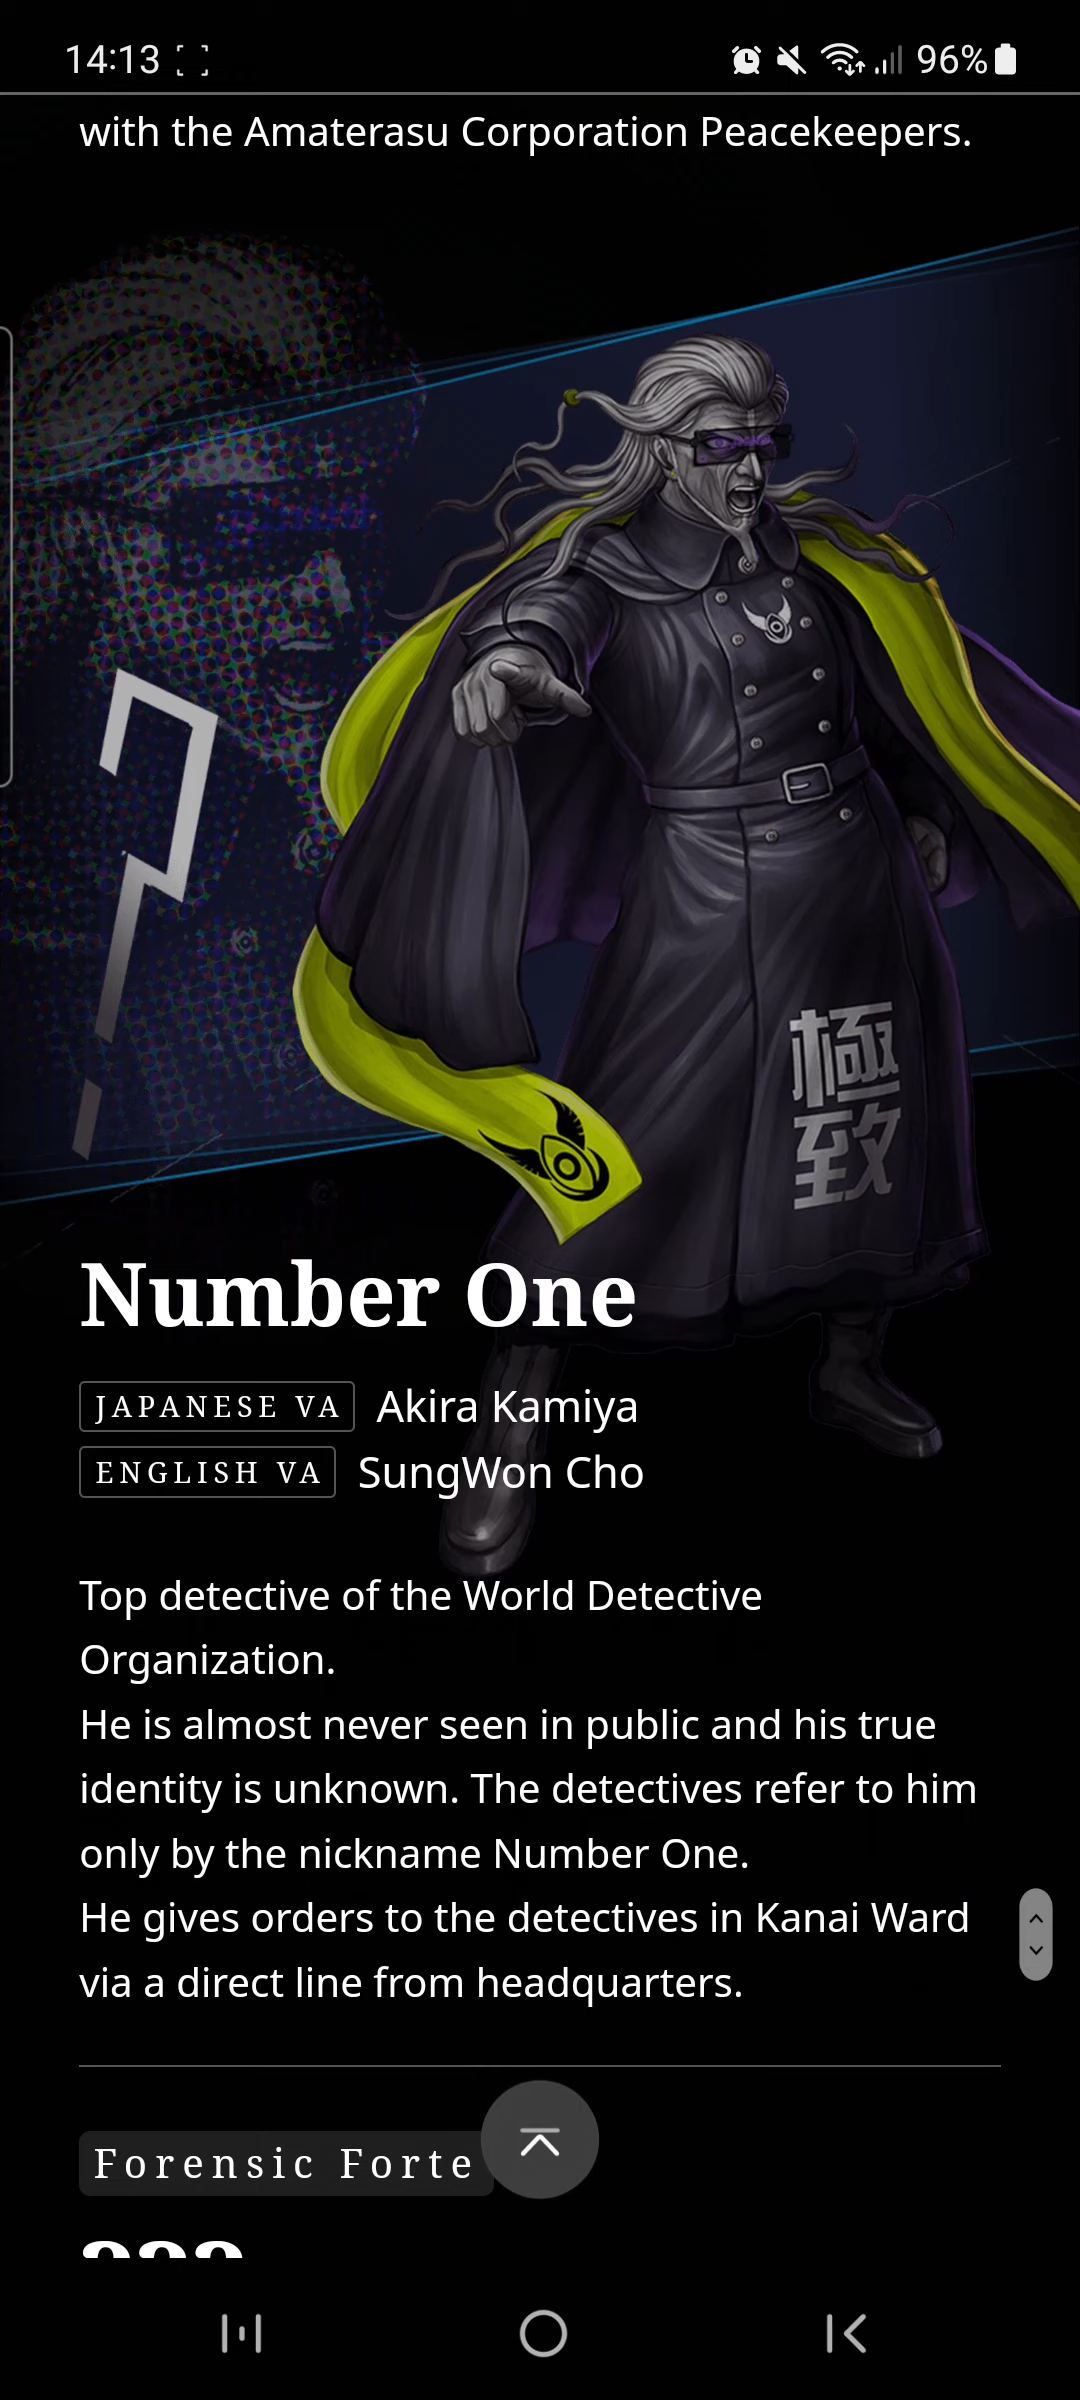 14:13
96%
with the Amaterasu Corporation Peacekeepers.
極
致
Number One
JAPANESE VA Akira Kamiya
ENGLISH VA SungWon Cho
Top detective of the World Detective
Organization.
He is almost never seen in public and his true
identity is unknown. The detectives refer to him
only by the nickname Number One.
He gives orders to the detectives in Kanai Ward
via a direct line from headquarters.
Forensic Forte